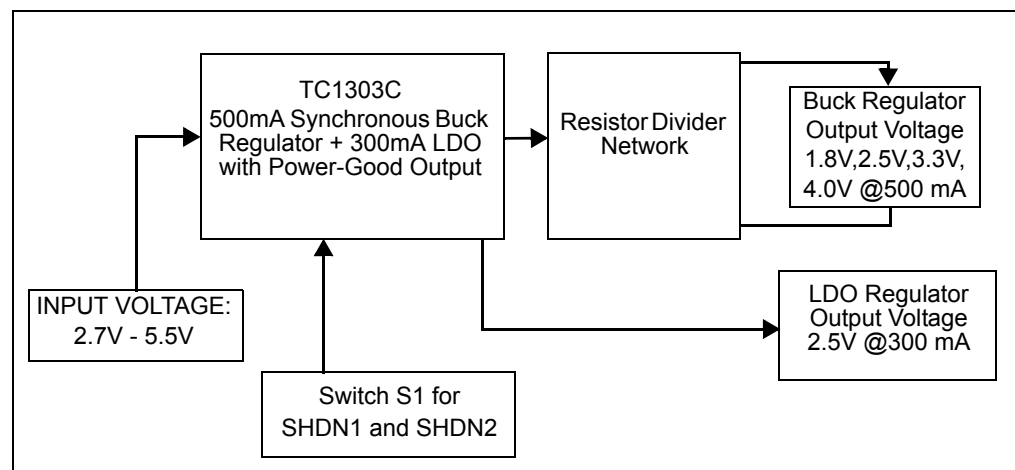 TC1303C
500mA Synchronous Buck
Regulator + 300mA LDO
with Power-Good Output
Resistor Divider
Network
Buck Regulator
Output Voltage
1.8V,2.5V,3.3V,
4.0V @500 mA
INPUT VOLTAGE:
2.7V - 5.5V
LDO Regulator
Output Voltage
2.5V @300 mA
Switch S1 for
SHDN1 and SHDN2